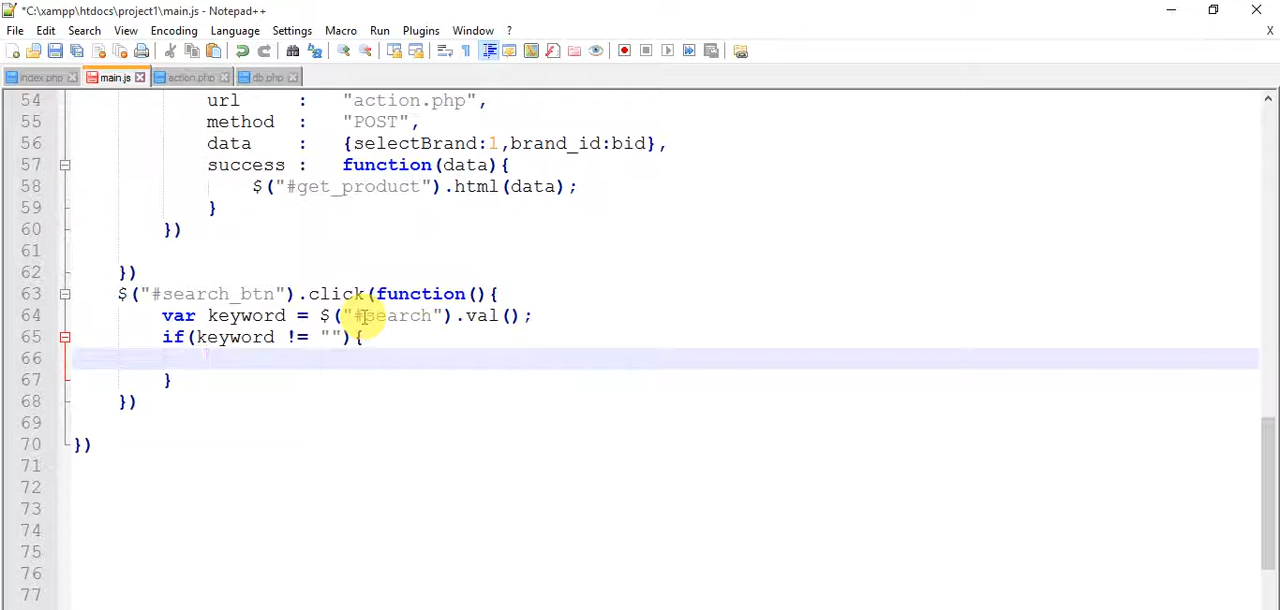 *C:\xampp\htdocs\project1\main.js - Notepad++
File Edit Search View Encoding Language Settings Macro Run Plugins Window ? X
index.php main.js action.php db.php
54 url : "action.php",
55 method : "POST",
56 data : {selectBrand:1,brand_id:bid},
57 success : function(data){
58 $("#get_product").html(data);
59 }
60 })
61
62 })
63 $("#search_btn").click(function(){
64 var keyword = $("#search").val();
65 if(keyword != ""){
66
67 }
68 })
69
70 })
71
72
73
74
75
76
77